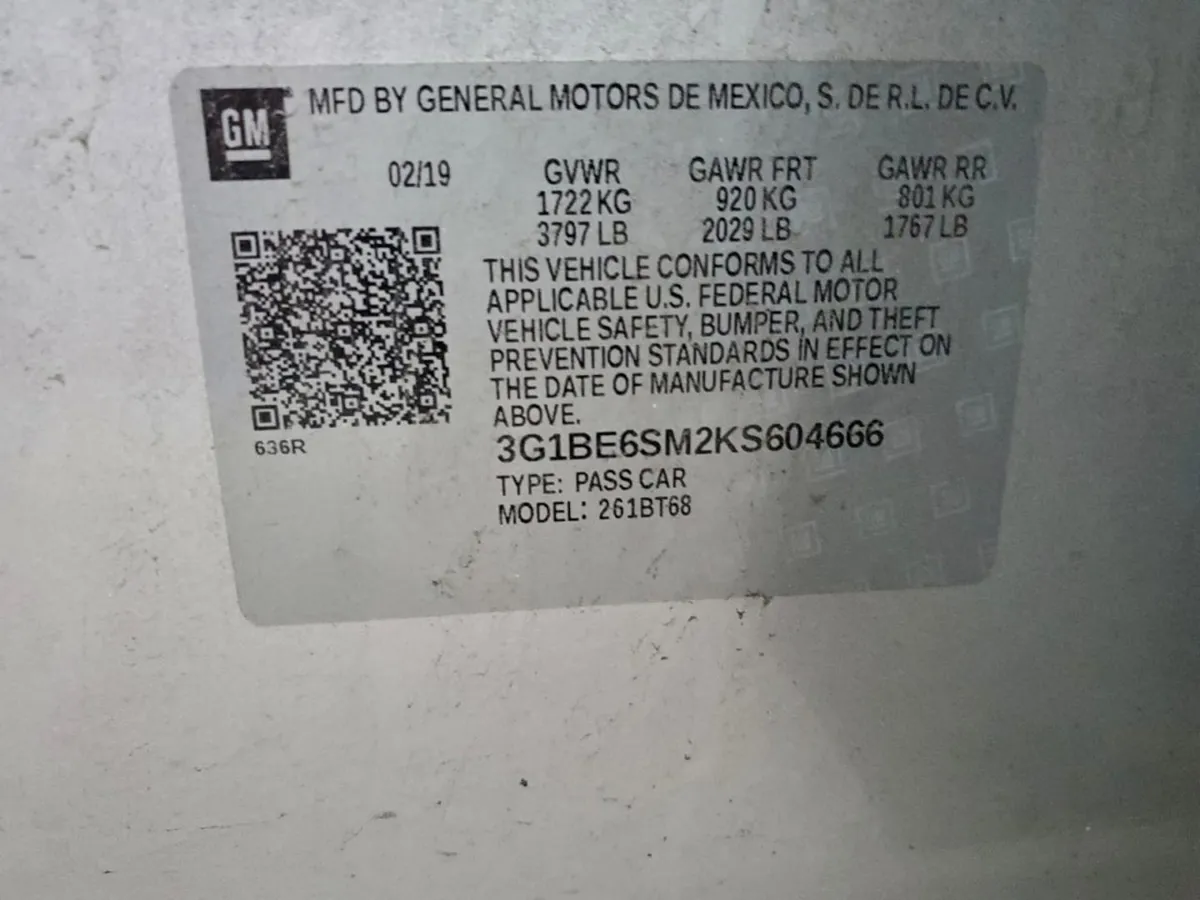 GM
MFD BY GENERAL MOTORS DE MEXICO, S. DE R.L. DE C.V.
02/19 GVWR GAWR FRT GAWR RR
1722 KG 920 KG 801 KG
3797 LB 2029 LB 1767 LB
THIS VEHICLE CONFORMS TO ALL
APPLICABLE U.S. FEDERAL MOTOR
VEHICLE SAFETY, BUMPER, AND THEFT
PREVENTION STANDARDS IN EFFECT ON
THE DATE OF MANUFACTURE SHOWN
ABOVE.
636R
3G1BE6SM2KS604666
TYPE: PASS CAR
MODEL: 261BT68